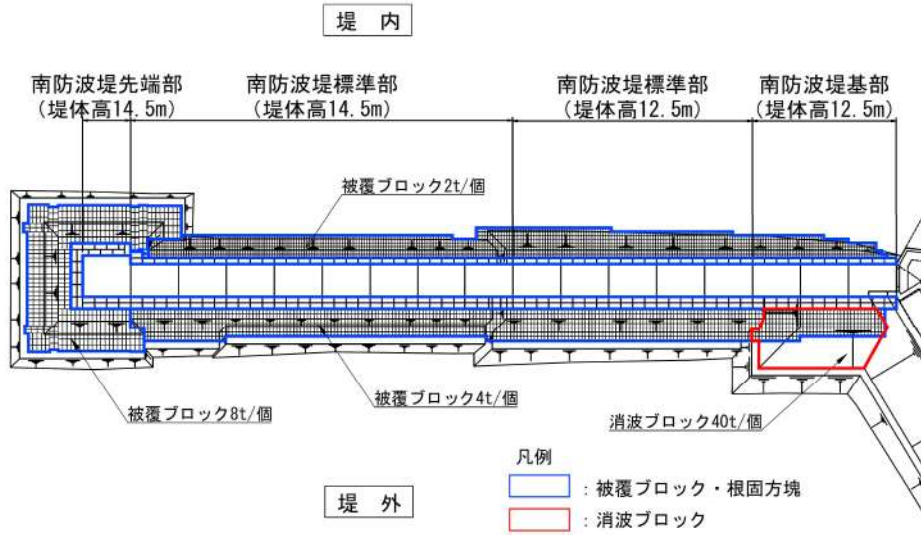 堤 内
南防波堤先端部
(堤体高14.5m)
南防波堤標準部
(堤体高14.5m)
南防波堤標準部
(堤体高12.5m)
南防波堤基部
(堤体高12.5m)
被覆ブロック2t/個
被覆ブロック8t/個
被覆ブロック4t/個
消波ブロック40t/個
堤 外
凡例
:被覆ブロック・根固方塊
:消波ブロック